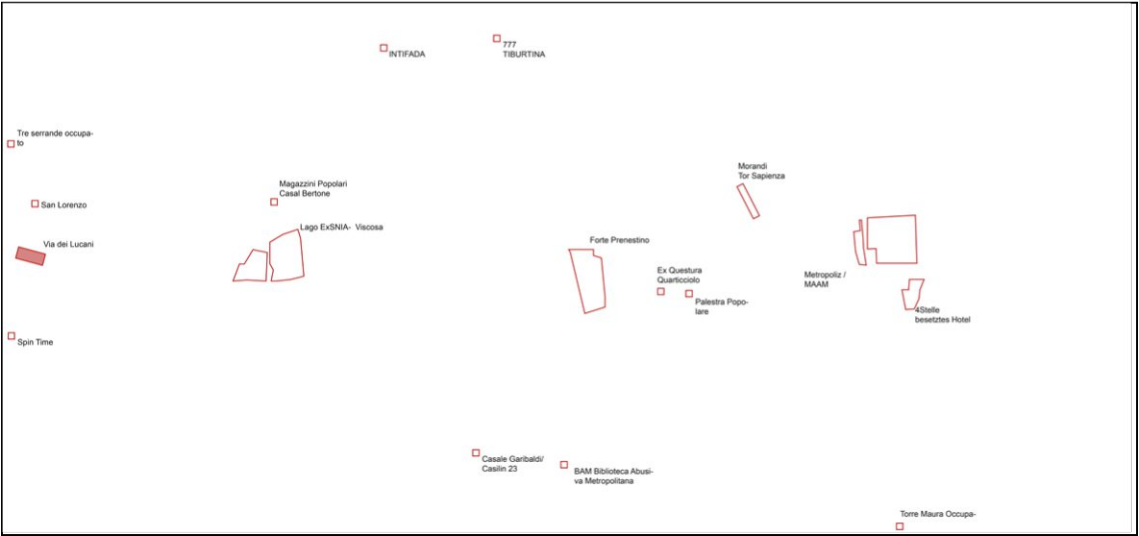 INTIFADA
777
TIBURTINA
Tre serrande occupa-
to
Morandi
Tor Sapienza
Magazzini Popolari
Casal Bertone
San Lorenzo
Lago ExSNIA- Viscosa
Via dei Lucani
Forte Prenestino
Ex Questura
Quarticciolo
Metropoliz /
MAAM
Palestra Popo-
lare
4Stelle
besetztes Hotel
Spin Time
Casale Garibaldi/
Casilin 23
BAM Biblioteca Abusi-
va Metropolitana
Torre Maura Occupa-